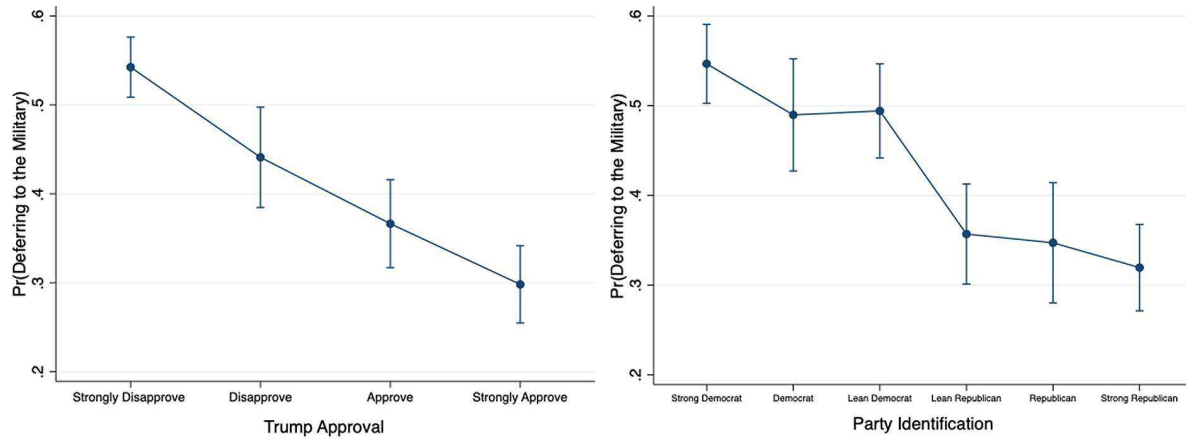 Pr(Deferring to the Military)
.6
.5
.4
.3
.2
Strongly Disapprove Disapprove Approve Strongly Approve
Trump Approval
Pr(Deferring to the Military)
.6
.5
.4
.3
.2
Strong Democrat Democrat Lean Democrat Lean Republican Republican Strong Republican
Party Identification